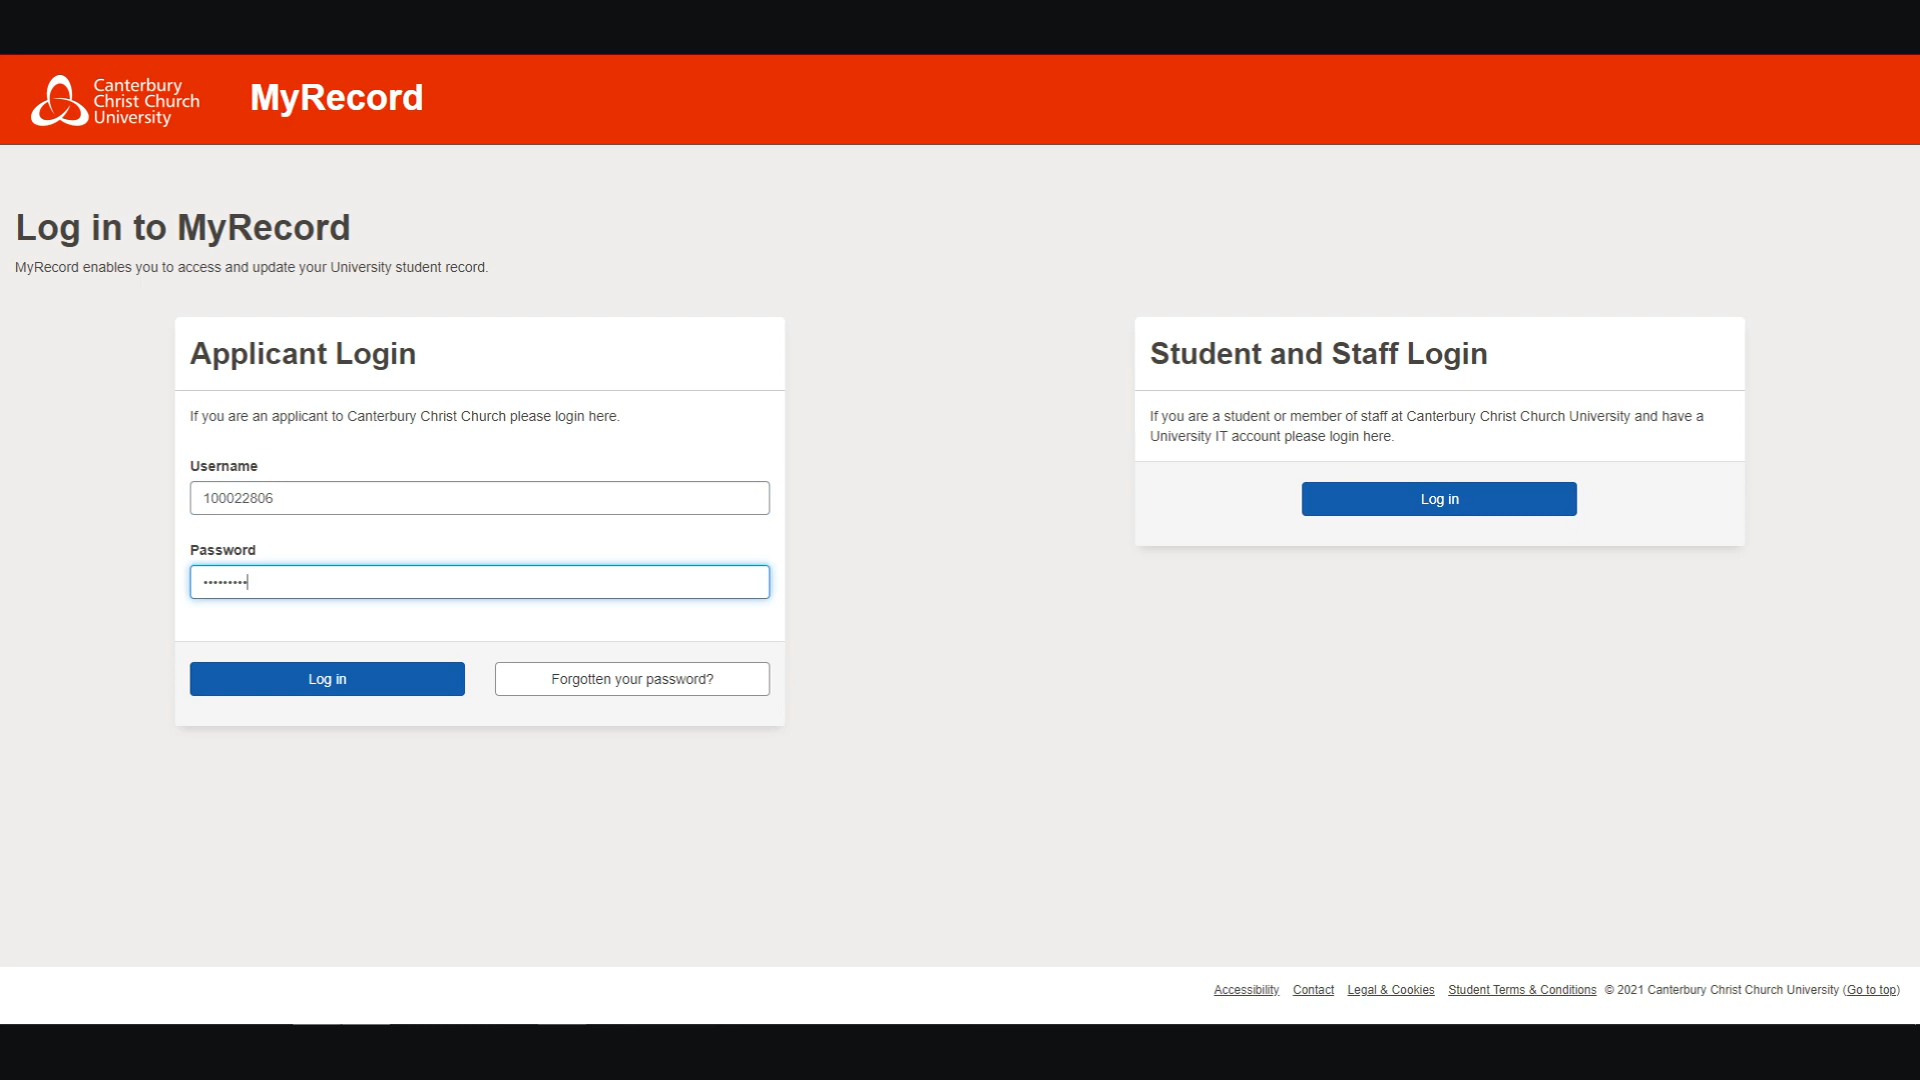 Canterbury
Christ Church
University
MyRecord
Log in to MyRecord
MyRecord enables you to access and update your University student record.
Applicant Login
If you are an applicant to Canterbury Christ Church please login here.
Username
100022806
Password
•••••••••
Log in
Forgotten your password?
Student and Staff Login
If you are a student or member of staff at Canterbury Christ Church University and have a
University IT account please login here.
Log in
Accessibility Contact Legal & Cookies Student Terms & Conditions © 2021 Canterbury Christ Church University (Go to top)